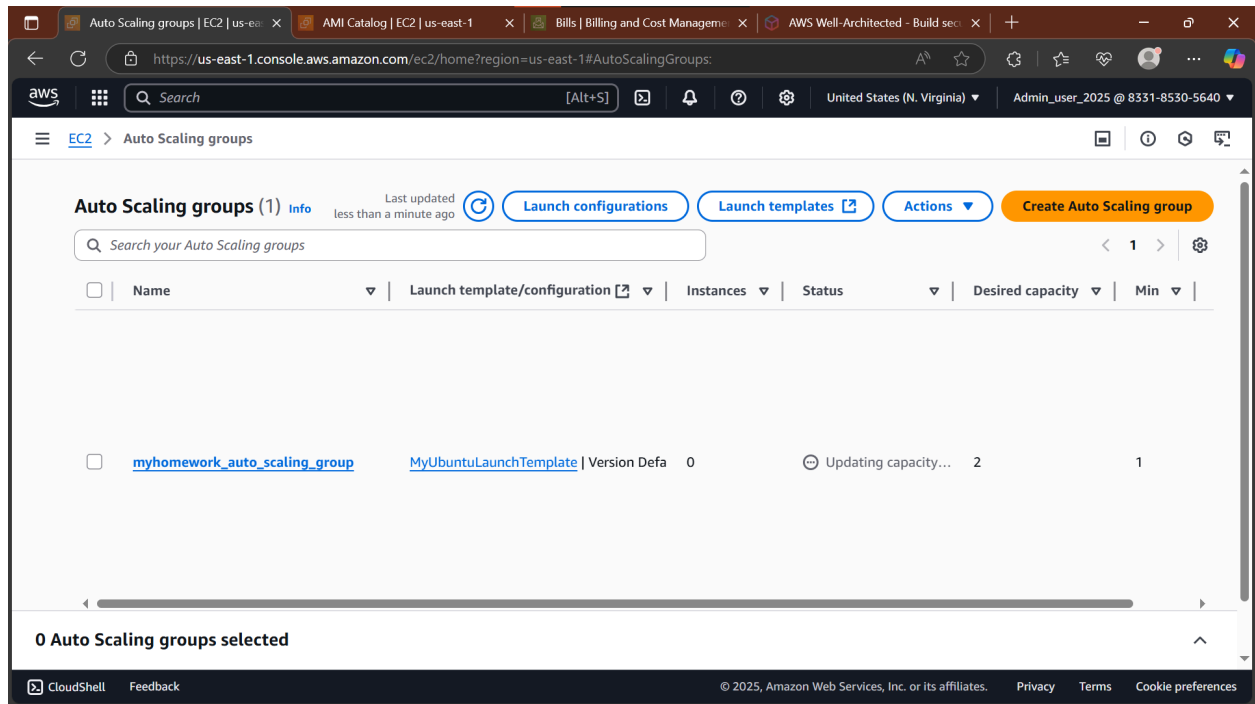 Auto Scaling groups | EC2 | us-eas
AMI Catalog | EC2 | us-east-1
Bills | Billing and Cost Managemen
AWS Well-Architected - Build secu
https://us-east-1.console.aws.amazon.com/ec2/home?region=us-east-1#AutoScalingGroups:
aws
Search
[Alt+S]
United States (N. Virginia)
Admin_user_2025 @ 8331-8530-5640
EC2 > Auto Scaling groups
Auto Scaling groups (1) Info
Last updated
less than a minute ago
Launch configurations
Launch templates
Actions
Create Auto Scaling group
Search your Auto Scaling groups
1
Name
Launch template/configuration
Instances
Status
Desired capacity
Min
myhomework_auto_scaling_group
MyUbuntuLaunchTemplate | Version Defa
0
Updating capacity...
2
1
0 Auto Scaling groups selected
CloudShell
Feedback
© 2025, Amazon Web Services, Inc. or its affiliates.
Privacy
Terms
Cookie preferences